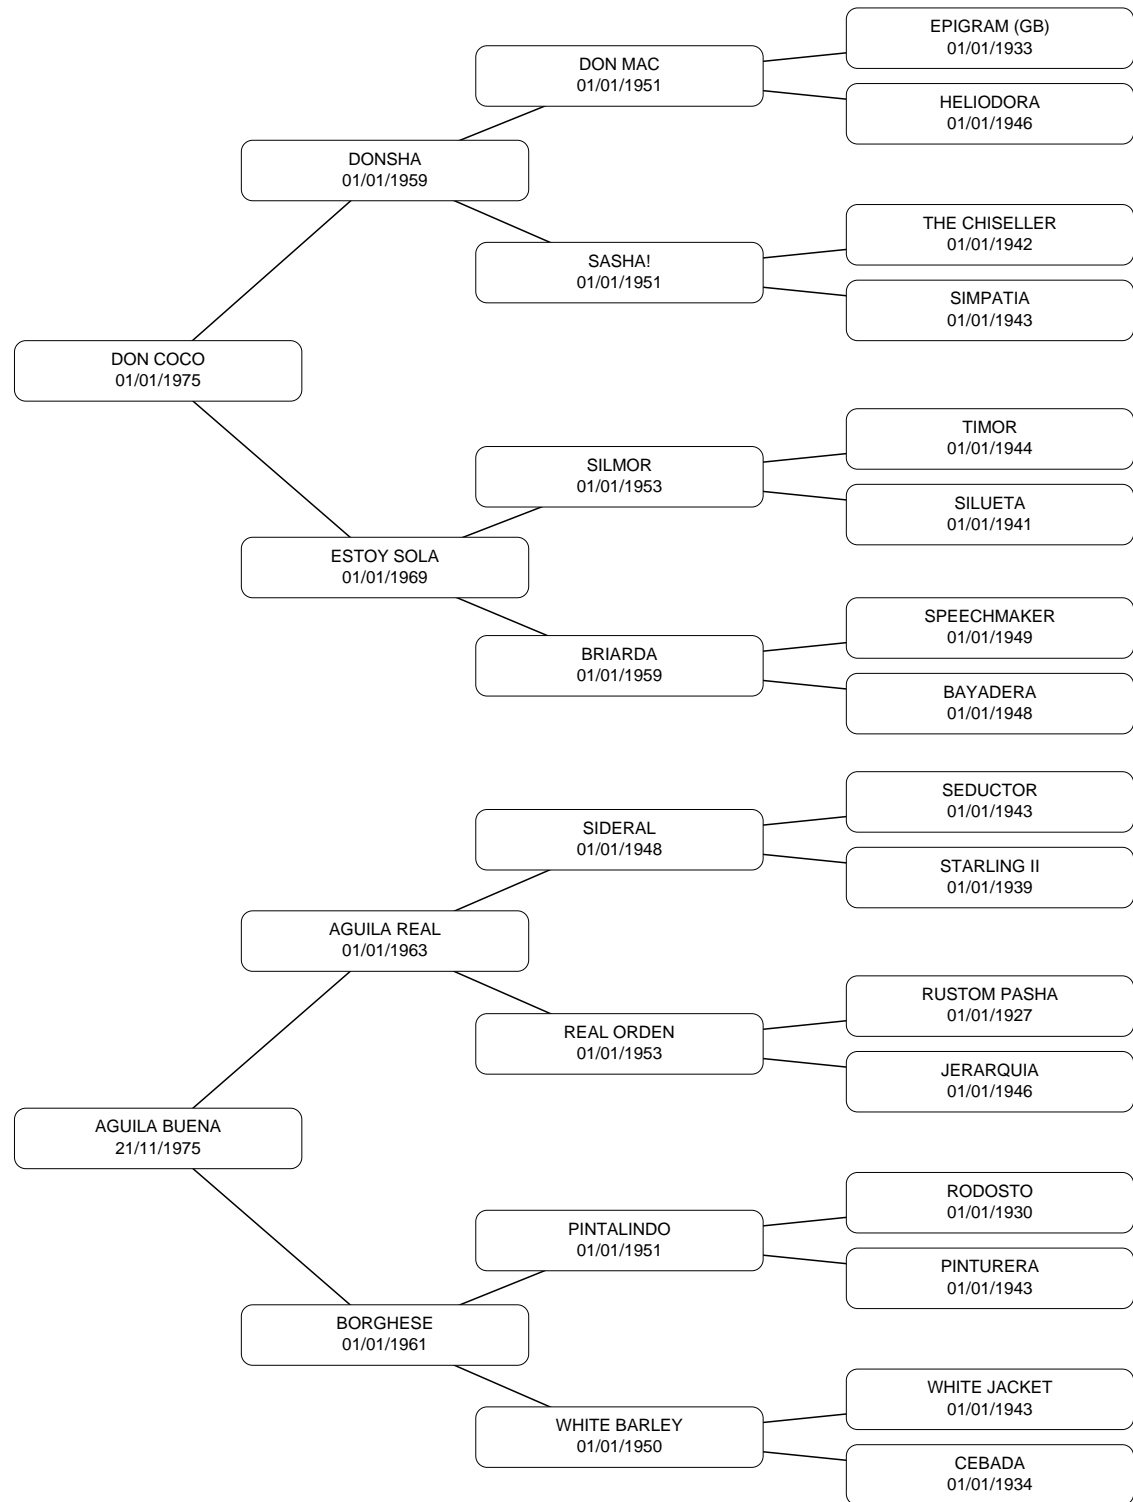 EPIGRAM (GB)
01/01/1933
DON MAC
01/01/1951
HELIODORA
01/01/1946
DONSHA
01/01/1959
THE CHISELLER
01/01/1942
SASHA!
01/01/1951
SIMPATIA
01/01/1943
DON COCO
01/01/1975
TIMOR
01/01/1944
SILMOR
01/01/1953
SILUETA
01/01/1941
ESTOY SOLA
01/01/1969
SPEECHMAKER
01/01/1949
BRIARDA
01/01/1959
BAYADERA
01/01/1948
SEDUCTOR
01/01/1943
SIDERAL
01/01/1948
STARLING II
01/01/1939
AGUILA REAL
01/01/1963
RUSTOM PASHA
01/01/1927
REAL ORDEN
01/01/1953
JERARQUIA
01/01/1946
AGUILA BUENA
21/11/1975
RODOSTO
01/01/1930
PINTALINDO
01/01/1951
PINTURERA
01/01/1943
BORGHESE
01/01/1961
WHITE JACKET
01/01/1943
WHITE BARLEY
01/01/1950
CEBADA
01/01/1934